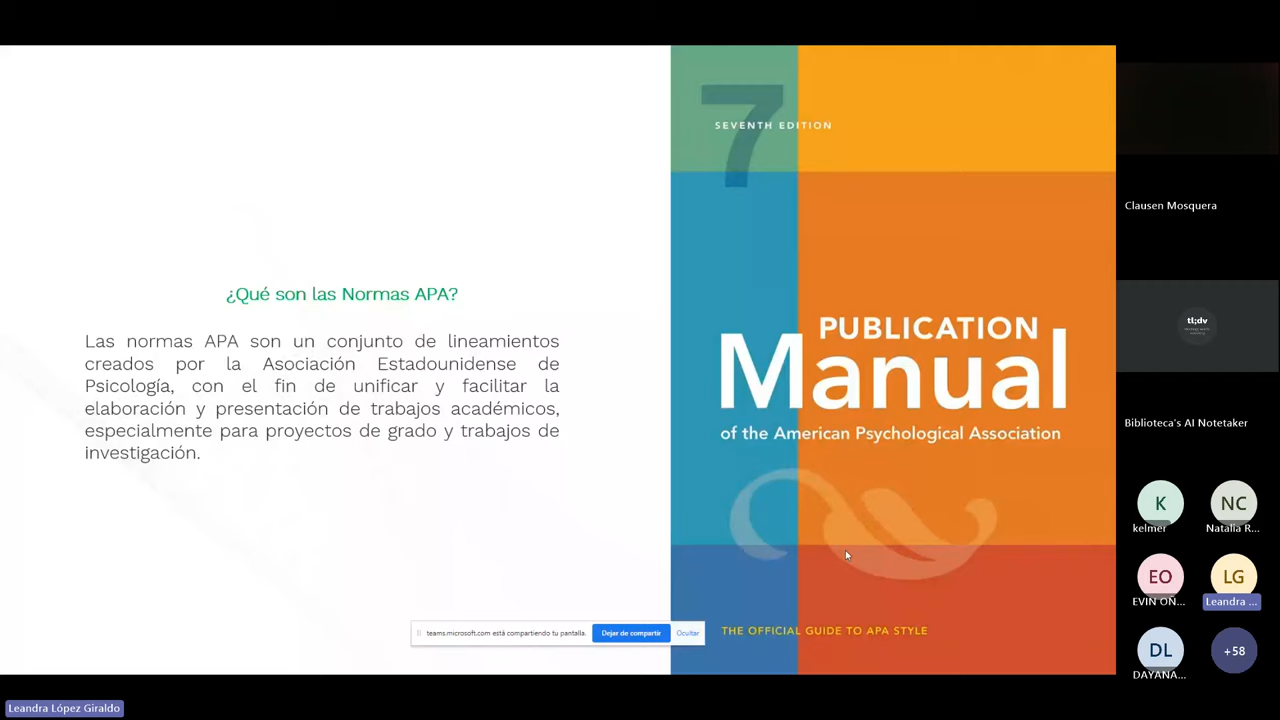 ¿Qué son las Normas APA?
Las normas APA son un conjunto de lineamientos
creados por la Asociación Estadounidense de
Psicología, con el fin de unificar y facilitar la
elaboración y presentación de trabajos académicos,
especialmente para proyectos de grado y trabajos de
investigación.
7
SEVENTH EDITION
PUBLICATION
Manual
of the American Psychological Association
THE OFFICIAL GUIDE TO APA STYLE
teams.microsoft.com está compartiendo tu pantalla.
Dejar de compartir
Ocultar
Clausen Mosquera
tl;dv
Biblioteca's AI Notetaker
K
kelmer
NC
Natalia R...
EO
EVIN OÑ...
LG
Leandra ...
DL
DAYANA...
+58
Leandra López Giraldo